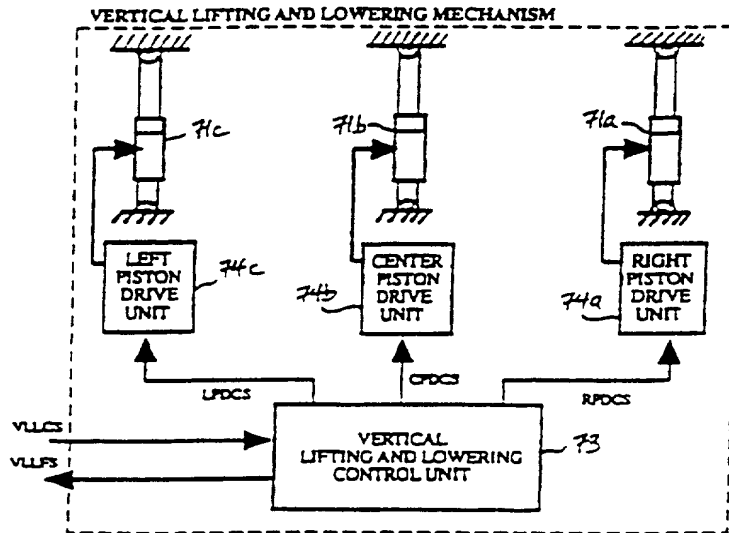 VERTICAL LIFTING AND LOWERING MECHANISM
71c
71b
71a
LEFT
PISTON
DRIVE
UNIT
74c
CENTER
PISTON
DRIVE
UNIT
74b
RIGHT
PISTON
DRIVE
UNIT
74a
LPDCS
CPDCS
RPDCS
VLLCS
VLLFS
VERTICAL
LIFTING AND LOWERING
CONTROL UNIT
73